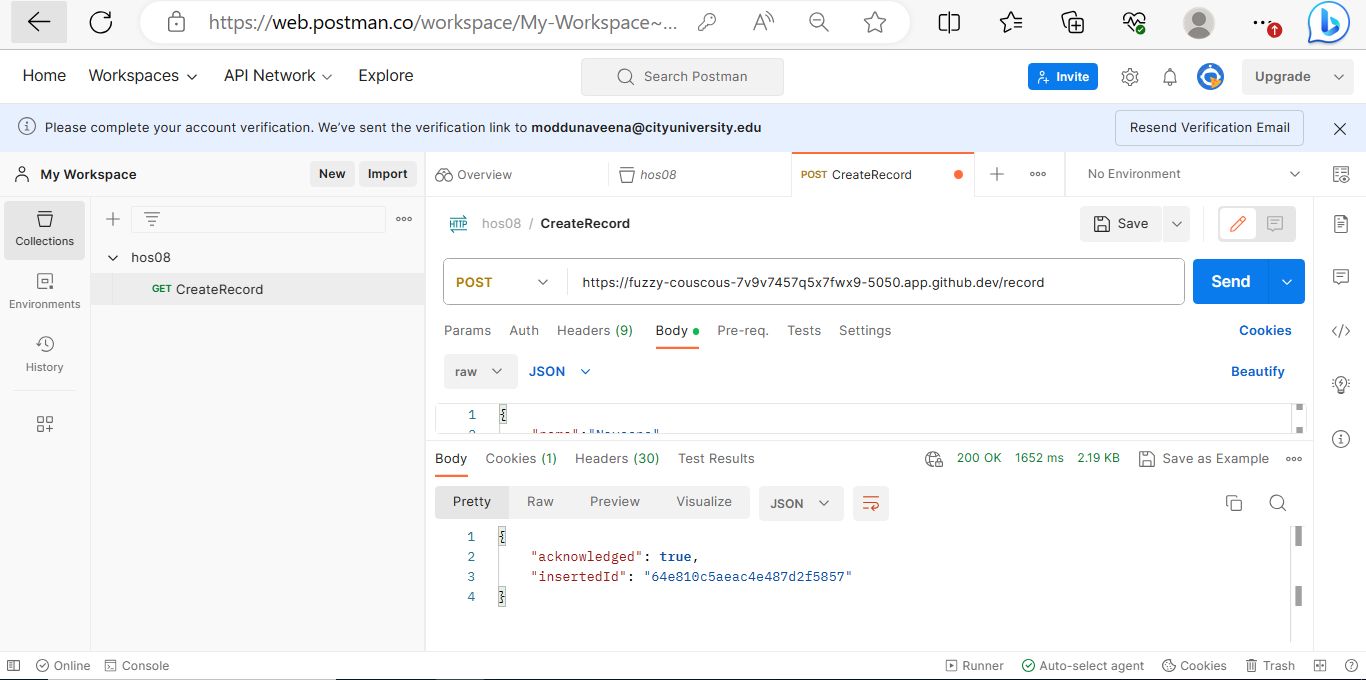 https://web.postman.co/workspace/My-Workspace~...
Home Workspaces API Network Explore Search Postman Invite Upgrade
Please complete your account verification. We've sent the verification link to moddunaveena@cityuniversity.edu Resend Verification Email
My Workspace New Import Overview hos08 POST CreateRecord No Environment
Collections
Environments
History
hos08
GET CreateRecord
HTTP hos08 / CreateRecord Save
POST https://fuzzy-couscous-7v9v7457q5x7fwx9-5050.app.github.dev/record Send
Params Auth Headers (9) Body Pre-req. Tests Settings Cookies
raw JSON Beautify
1 {
2 "name":"Naveena"
Body Cookies (1) Headers (30) Test Results 200 OK 1652 ms 2.19 KB Save as Example
Pretty Raw Preview Visualize JSON
1 {
2 "acknowledged": true,
3 "insertedId": "64e810c5aeac4e487d2f5857"
4 }
Online Console Runner Auto-select agent Cookies Trash